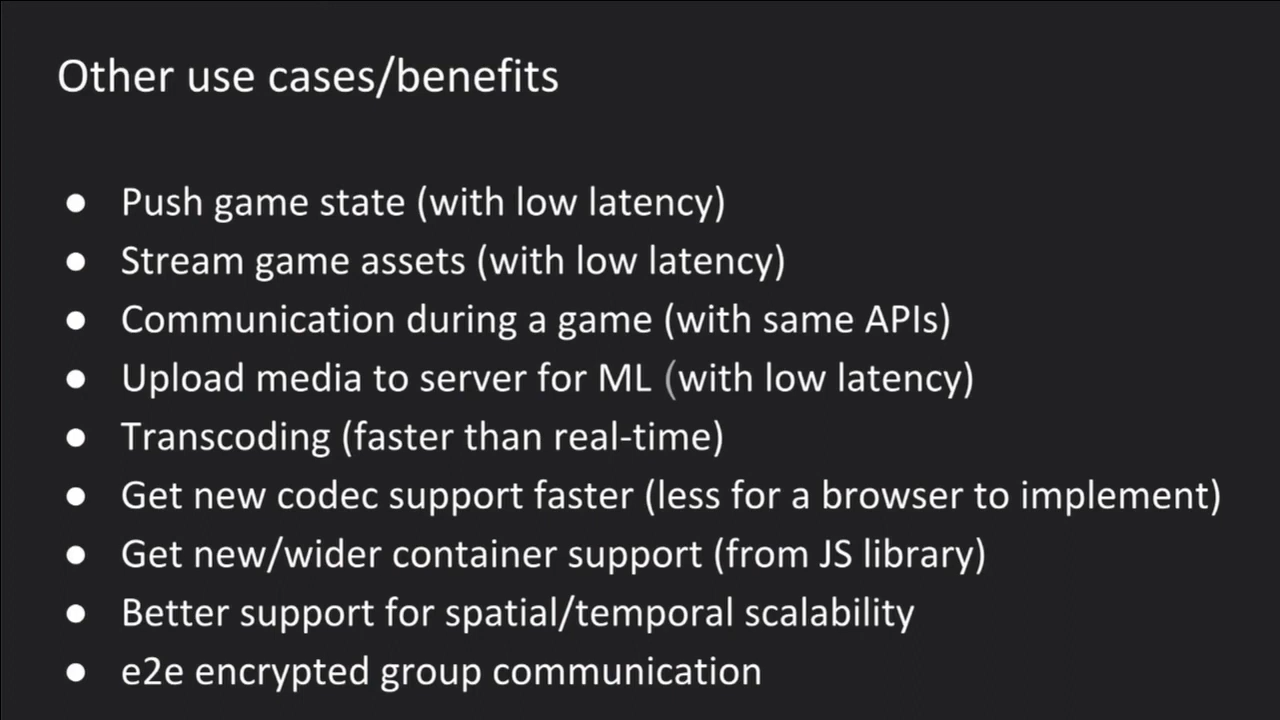 Other use cases/benefits
● Push game state (with low latency)
● Stream game assets (with low latency)
● Communication during a game (with same APIs)
● Upload media to server for ML (with low latency)
● Transcoding (faster than real-time)
● Get new codec support faster (less for a browser to implement)
● Get new/wider container support (from JS library)
● Better support for spatial/temporal scalability
● e2e encrypted group communication